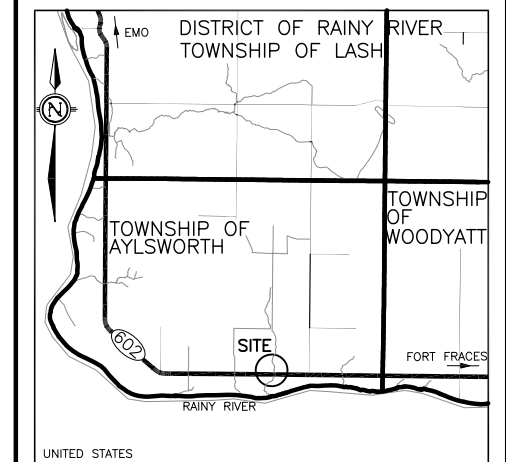 DISTRICT OF RAINY RIVER
TOWNSHIP OF LASH
EMO
N
TOWNSHIP
OF
WOODYATT
TOWNSHIP OF
AYLSWORTH
602
SITE
FORT FRACES
RAINY RIVER
UNITED STATES